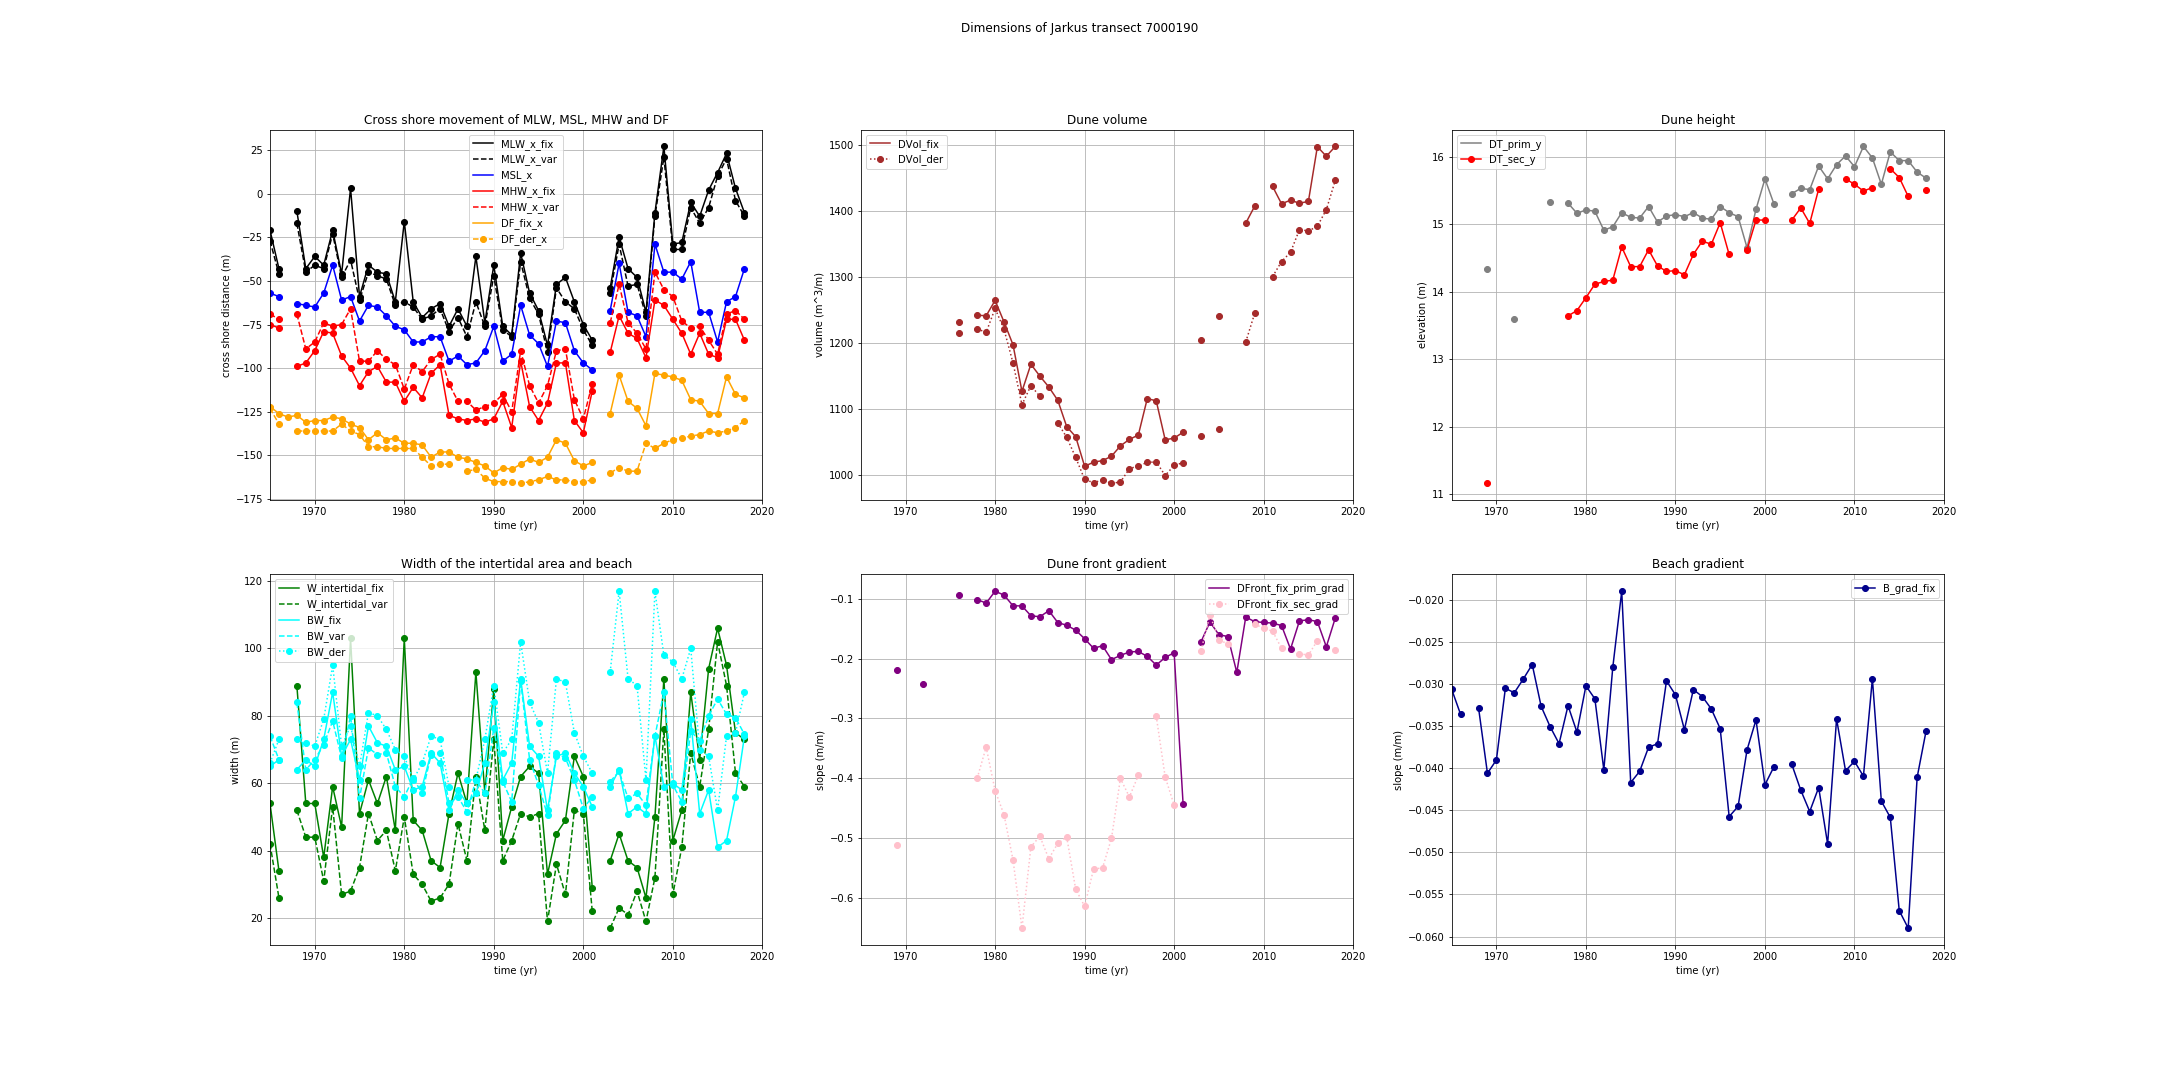 Dimensions of Jarkus transect 7000190
Cross shore movement of MLW, MSL, MHW and DF
cross shore distance (m)
25
0
−25
−50
−75
−100
−125
−150
−175
MLW_x_fix
MLW_x_var
MSL_x
MHW_x_fix
MHW_x_var
DF_fix_x
DF_der_x
1970 1980 1990 2000 2010 2020
time (yr)
Dune volume
volume (m^3/m)
1500
1400
1300
1200
1100
1000
DVol_fix
DVol_der
1970 1980 1990 2000 2010 2020
time (yr)
Dune height
elevation (m)
16
15
14
13
12
11
DT_prim_y
DT_sec_y
1970 1980 1990 2000 2010 2020
time (yr)
Width of the intertidal area and beach
width (m)
120
100
80
60
40
20
W_intertidal_fix
W_intertidal_var
BW_fix
BW_var
BW_der
1970 1980 1990 2000 2010 2020
time (yr)
Dune front gradient
slope (m/m)
−0.1
−0.2
−0.3
−0.4
−0.5
−0.6
DFront_fix_prim_grad
DFront_fix_sec_grad
1970 1980 1990 2000 2010 2020
time (yr)
Beach gradient
slope (m/m)
−0.020
−0.025
−0.030
−0.035
−0.040
−0.045
−0.050
−0.055
−0.060
B_grad_fix
1970 1980 1990 2000 2010 2020
time (yr)